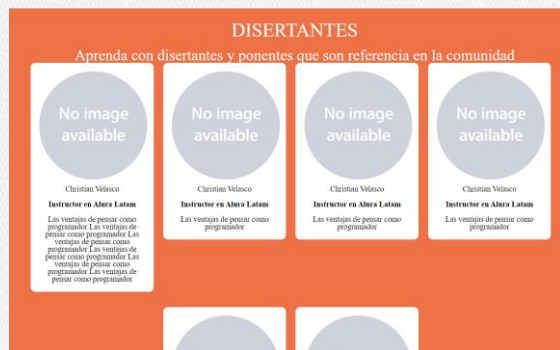 DISERTANTES
Aprenda con disertantes y ponentes que son referencia en la comunidad
No image
available
Christian Velasco
Instructor en Alura Latam
Las ventajas de pensar como
programador Las ventajas de
pensar como programador Las
ventajas de pensar como
programador Las ventajas de
pensar como programador Las
ventajas de pensar como
programador Las ventajas de
pensar como programador
No image
available
Christian Velasco
Instructor en Alura Latam
Las ventajas de pensar como
programador
No image
available
Christian Velasco
Instructor en Alura Latam
Las ventajas de pensar como
programador
No image
available
Christian Velasco
Instructor en Alura Latam
Las ventajas de pensar como
programador